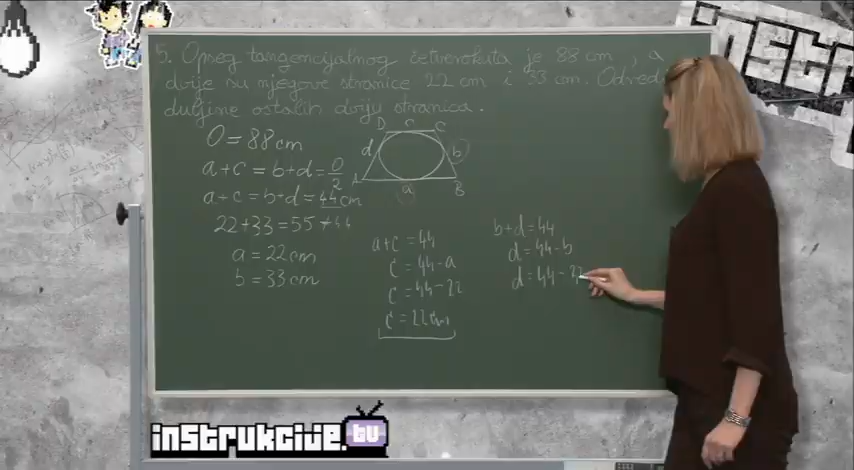 5. Opseg tangencijalnog četverokuta je 88 cm, a
dvije su njegove stranice 22 cm i 33 cm.
duljine ostalih dviju stranica.
O = 88 cm
a+c = b+d = O/2
a+c = b+d = 44 cm
22+33 = 55 ≠ 44
a = 22 cm
b = 33 cm
D c C
d b
A a B
a+c = 44
c = 44-a
c = 44-22
c = 22 cm
b+d = 44
d = 44-b
d = 44-
instrukcije.tv